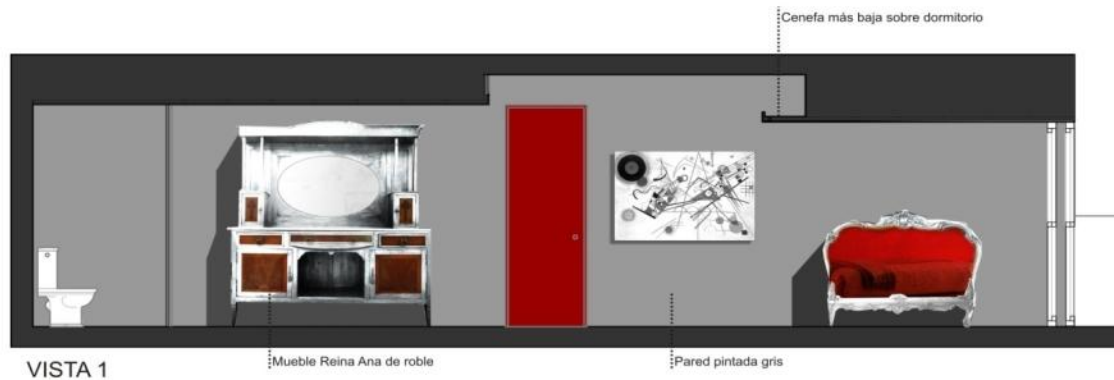 Cenefa más baja sobre dormitorio
Mueble Reina Ana de roble
Pared pintada gris
VISTA 1